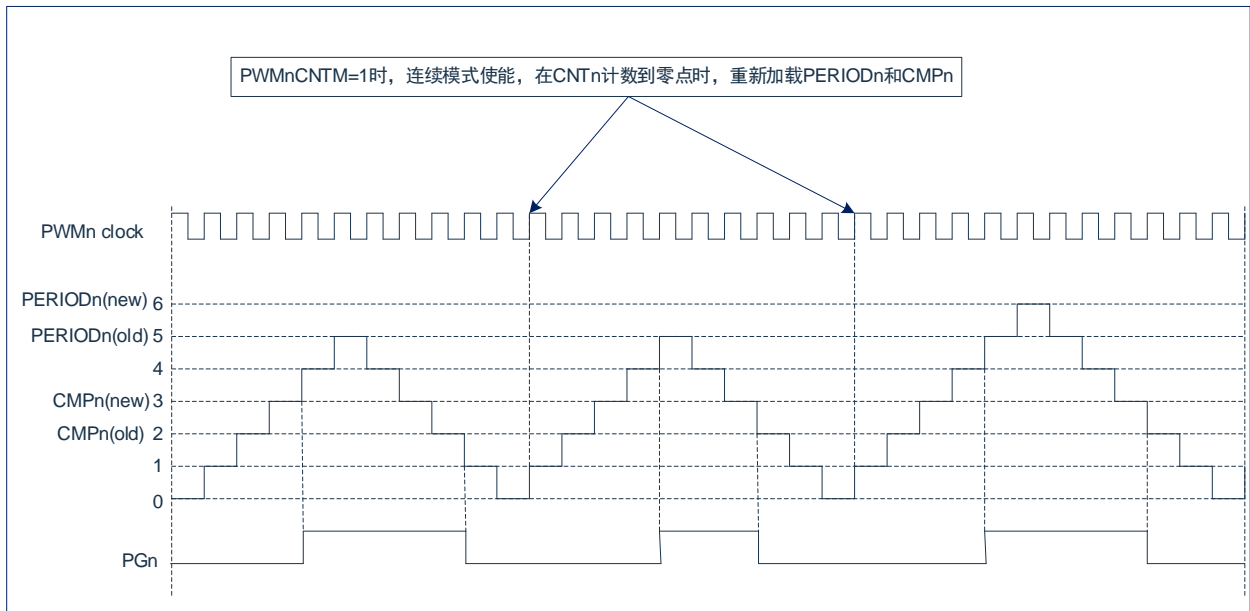 PWMnCNTM=1时，连续模式使能，在CNTn计数到零点时，重新加载PERIODn和CMPn
PWMn clock
PERIODn(new) 6
PERIODn(old) 5
4
CMPn(new) 3
CMPn(old) 2
1
0
PGn